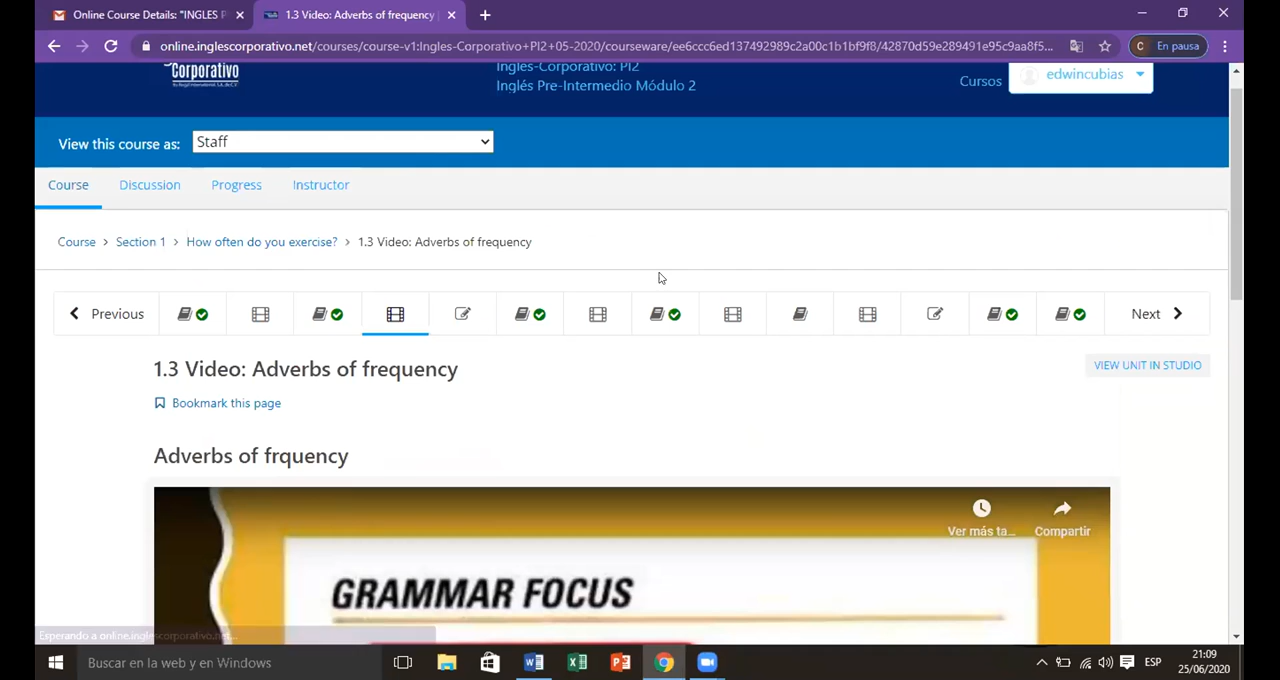 Online Course Details: "INGLES P
1.3 Video: Adverbs of frequency
online.inglescorporativo.net/courses/course-v1:Ingles-Corporativo+PI2+05-2020/courseware/ee6ccc6ed137492989c2a00c1b1bf9f8/42870d59e289491e95c9aa8f5...
C En pausa
Corporativo
Ingles-Corporativo: PI2
Inglés Pre-Intermedio Módulo 2
Cursos
edwincubias
View this course as: Staff
Course Discussion Progress Instructor
Course > Section 1 > How often do you exercise? > 1.3 Video: Adverbs of frequency
Previous
Next
1.3 Video: Adverbs of frequency
VIEW UNIT IN STUDIO
Bookmark this page
Adverbs of frquency
Ver más ta... Compartir
GRAMMAR FOCUS
Esperando a online.inglescorporativo.net...
Buscar en la web y en Windows
ESP
21:09
25/06/2020